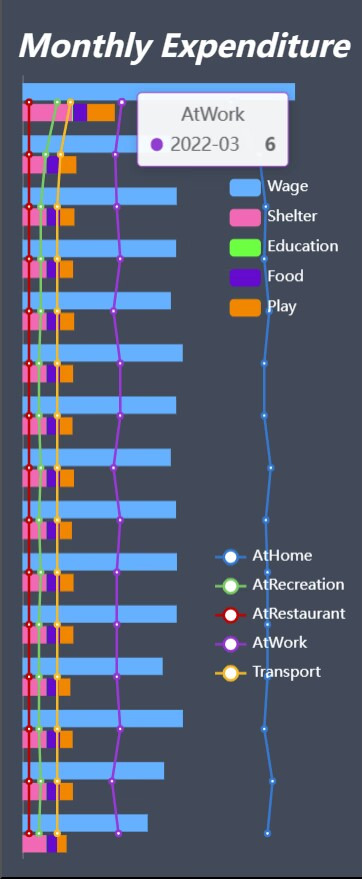 Monthly Expenditure
AtWork
2022-03 6
Wage
Shelter
Education
Food
Play
AtHome
AtRecreation
AtRestaurant
AtWork
Transport